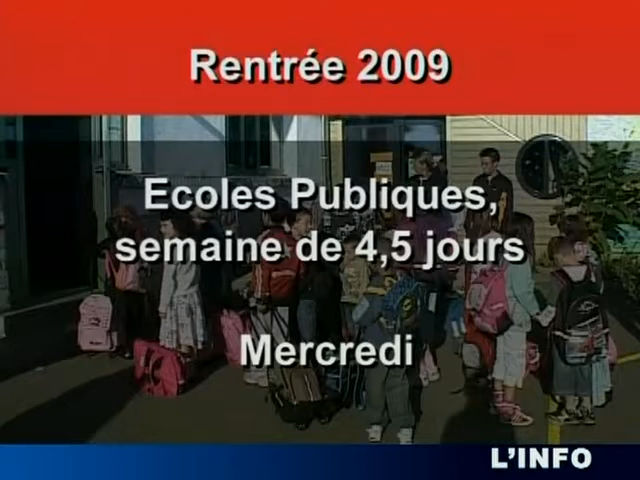 Rentrée 2009
Ecoles Publiques,
semaine de 4,5 jours
Mercredi
L'INFO